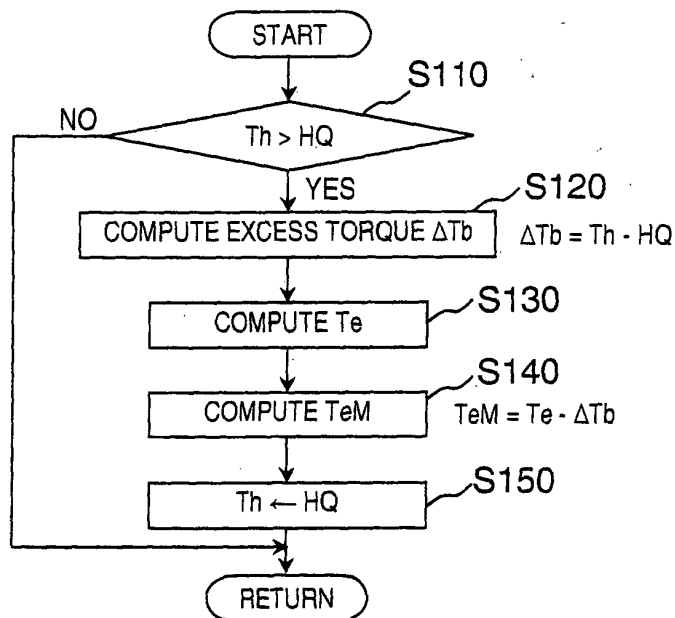 START
S110
NO
Th > HQ
YES
S120
COMPUTE EXCESS TORQUE ΔTb
ΔTb = Th - HQ
S130
COMPUTE Te
S140
COMPUTE TeM
TeM = Te - ΔTb
S150
Th ← HQ
RETURN